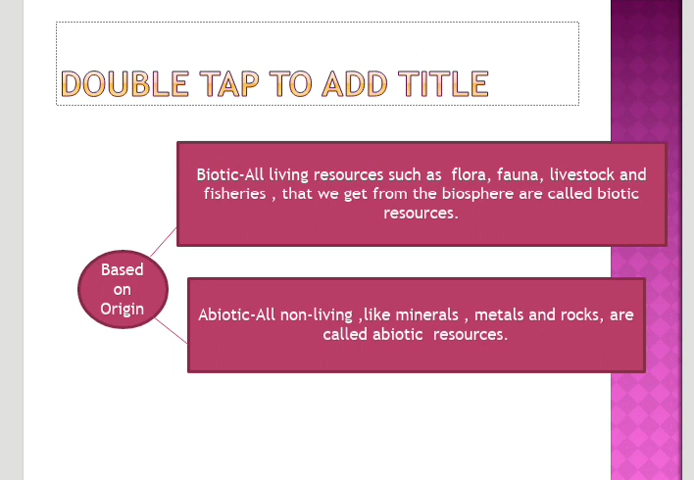 DOUBLE TAP TO ADD TITLE
Biotic-All living resources such as  flora, fauna, livestock and
fisheries , that we get from the biosphere are called biotic
resources.
Based
on
Origin
Abiotic-All non-living ,like minerals , metals and rocks, are
called abiotic  resources.